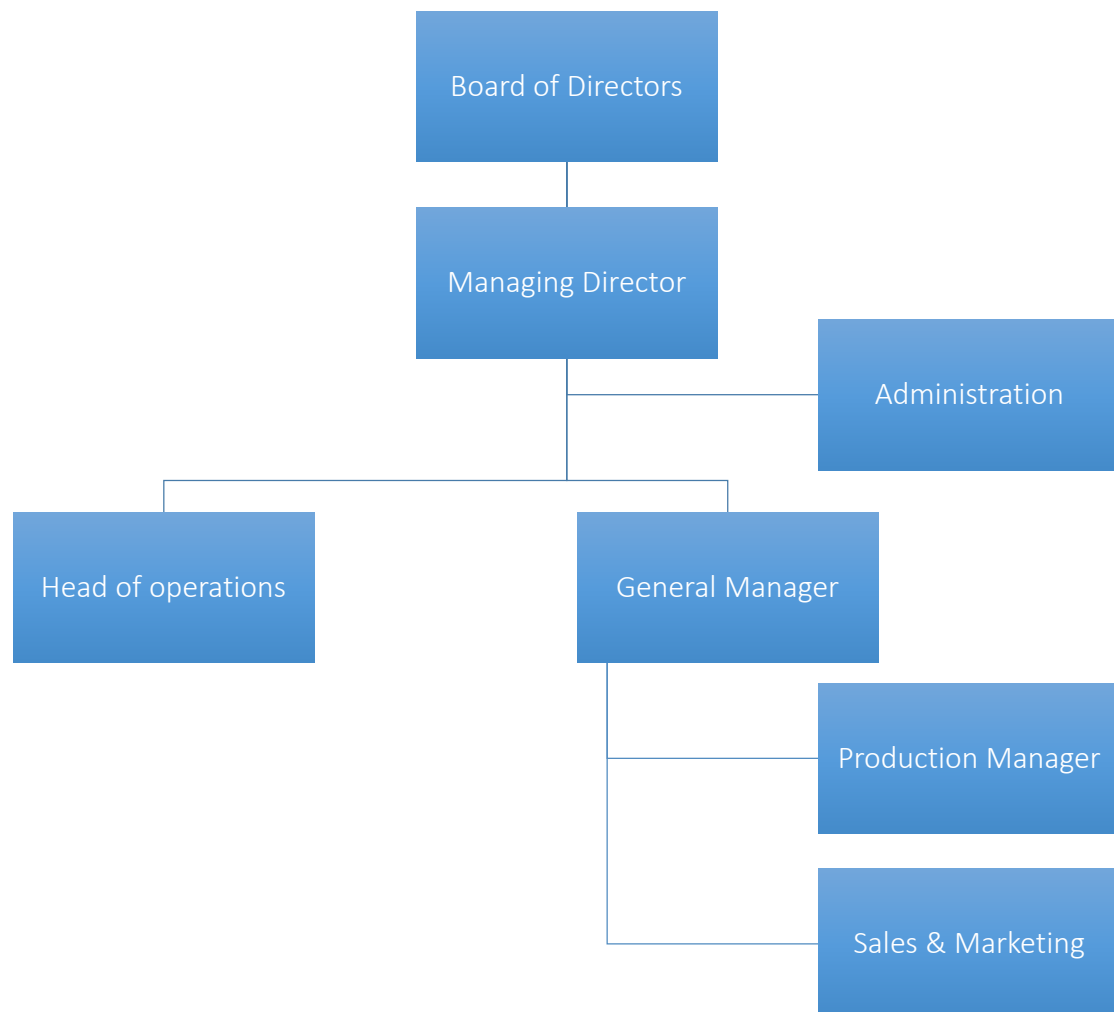 Board of Directors
Managing Director
Administration
Head of operations
General Manager
Production Manager
Sales & Marketing